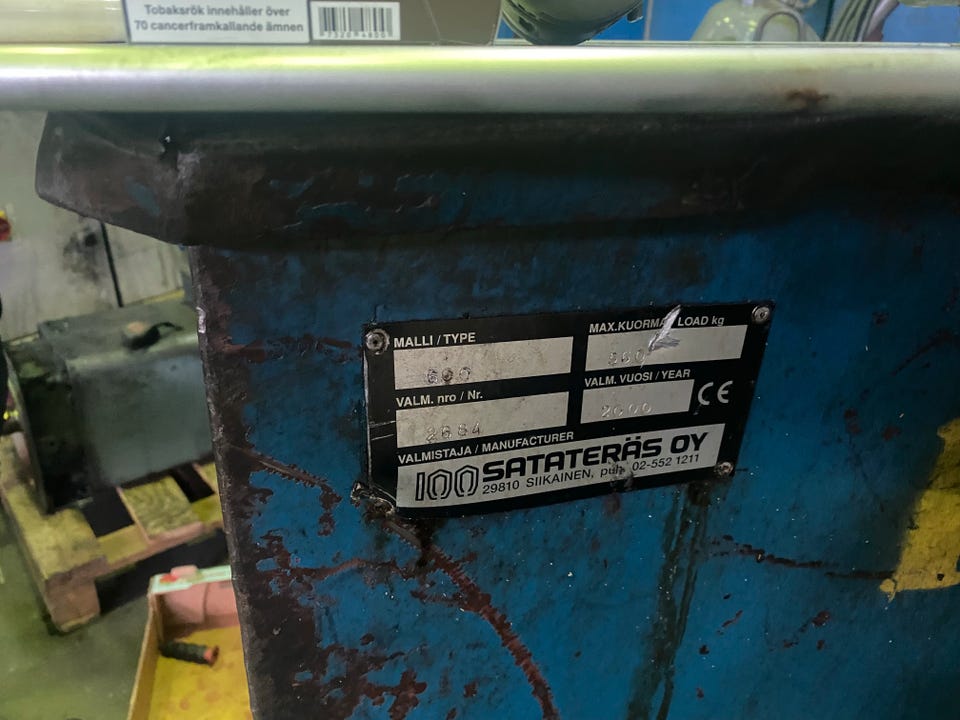 Tobaksrök innehåller över
70 cancerframkallande ämnen
MALLI / TYPE
600
MAX.KUORMA / LOAD kg
VALM. nro / Nr.
2684
VALM. VUOSI / YEAR
2000
CE
VALMISTAJA / MANUFACTURER
100 SATATERÄS OY
29810 SIIKAINEN, puh. 02-552 1211